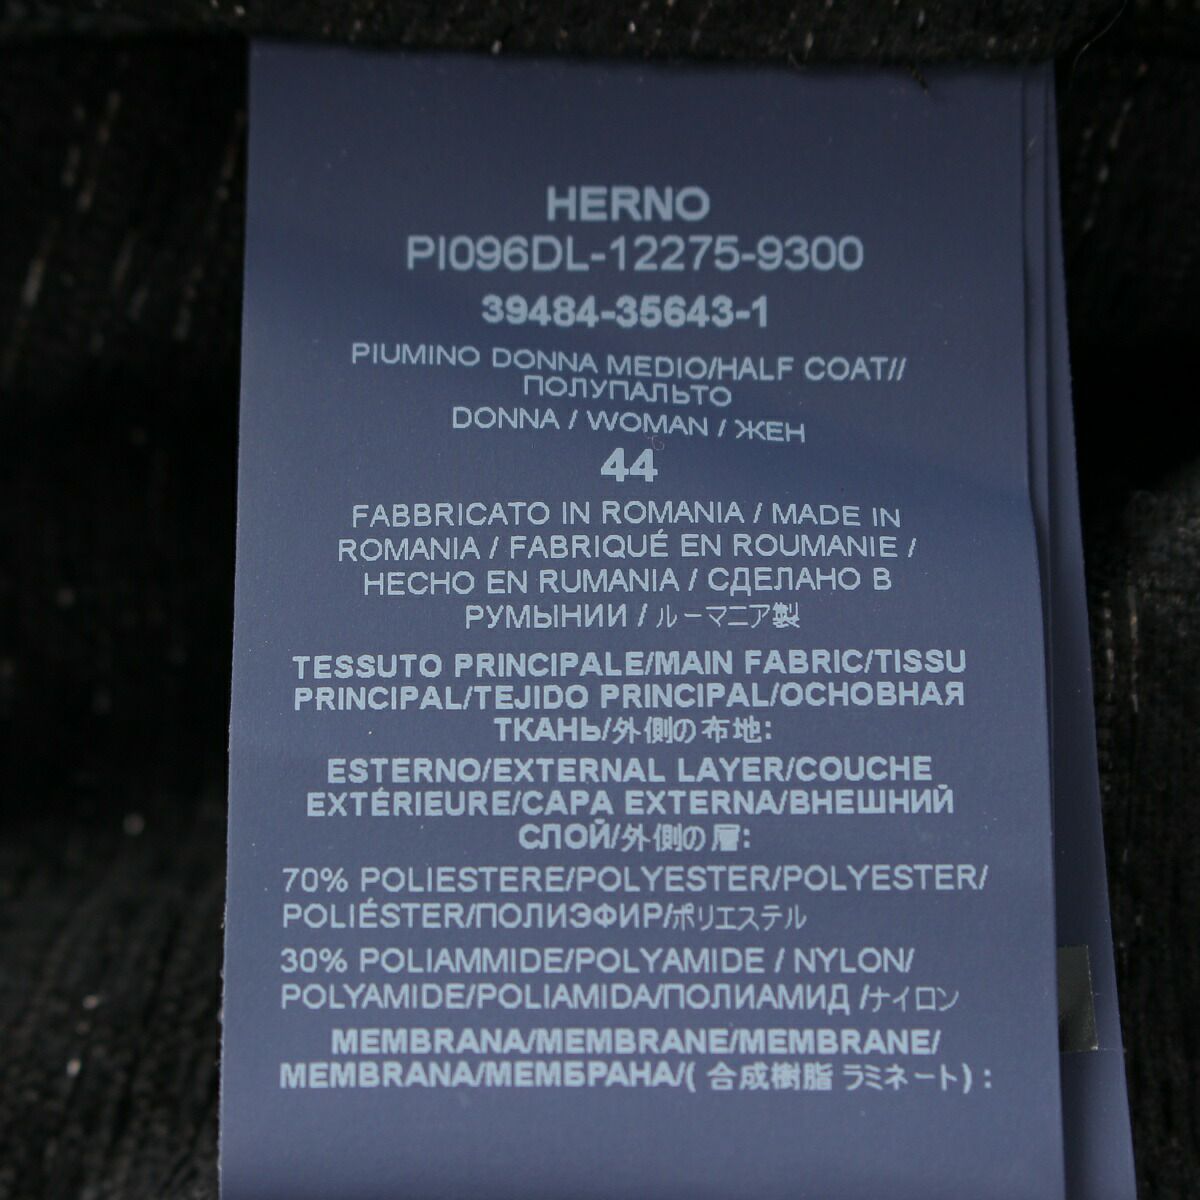 HERNO
PI096DL-12275-9300
39484-35643-1
PIUMINO DONNA MEDIO/HALF COAT//
ПОЛУПАЛЬТО
DONNA / WOMAN / ЖЕН
44
FABBRICATO IN ROMANIA / MADE IN
ROMANIA / FABRIQUÉ EN ROUMANIE /
HECHO EN RUMANIA / СДЕЛАНО В
РУМЫНИИ / ルーマニア製
TESSUTO PRINCIPALE/MAIN FABRIC/TISSU
PRINCIPAL/TEJIDO PRINCIPAL/ОСНОВНАЯ
ТКАНЬ/外側の布地:
ESTERNO/EXTERNAL LAYER/COUCHE
EXTÉRIEURE/CAPA EXTERNA/ВНЕШНИЙ
СЛОЙ/外側の層:
70% POLIESTERE/POLYESTER/POLYESTER/
POLIÉSTER/ПОЛИЭФИР/ポリエステル
30% POLIAMMIDE/POLYAMIDE / NYLON/
POLYAMIDE/POLIAMIDA/ПОЛИАМИД /ナイロン
MEMBRANA/MEMBRANE/MEMBRANE/
MEMBRANA/МЕМБРАНА/( 合成樹脂 ラミネート) :